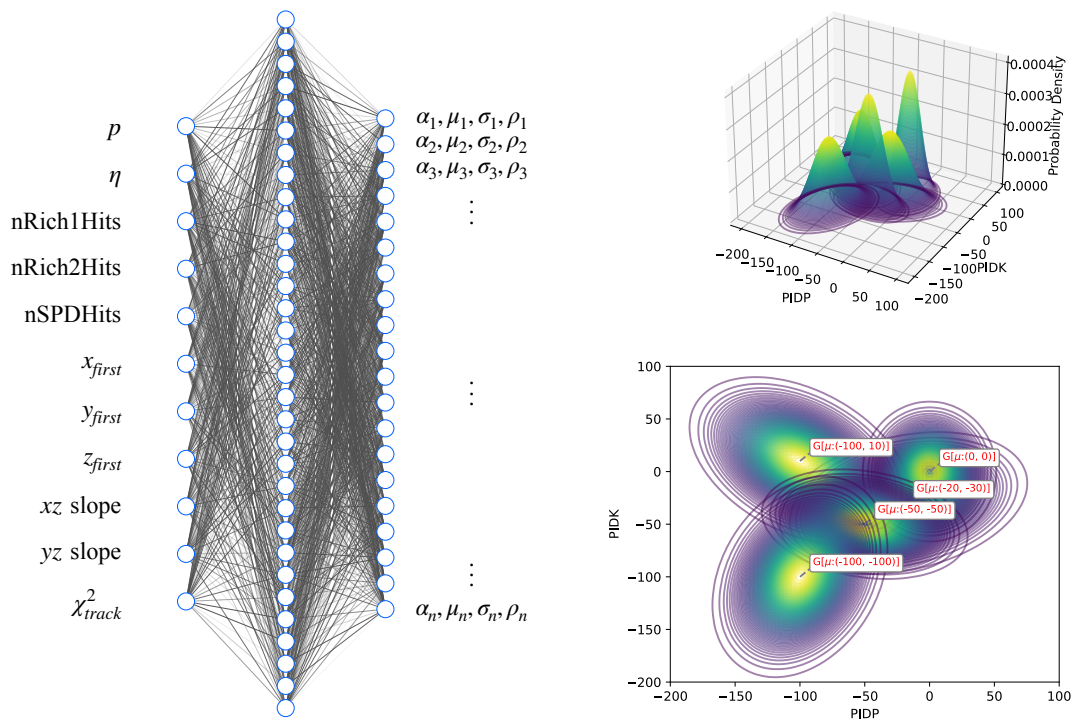 p
η
nRich1Hits
nRich2Hits
nSPDHits
x_first
y_first
z_first
xz slope
yz slope
χ²_track
α₁, μ₁, σ₁, ρ₁
α₂, μ₂, σ₂, ρ₂
α₃, μ₃, σ₃, ρ₃
⋮
⋮
⋮
αₙ, μₙ, σₙ, ρₙ
0.0004
0.0003
0.0002
0.0001
0.0000
Probability Density
−200
−150
−100
−50
0
50
100
PIDP
100
50
0
−50
−100
−150
−200
PIDK
100
50
0
−50
−100
−150
−200
PIDK
G[μ:(-100, 10)]
G[μ:(0, 0)]
G[μ:(-20, -30)]
G[μ:(-50, -50)]
G[μ:(-100, -100)]
−200 −150 −100 −50 0 50 100
PIDP